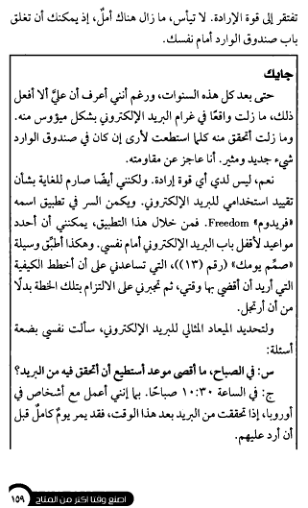 تفتقر إلى قوة الإرادة. لا تيأس، ما زال هناك أملٌ، إذ يمكنك أن تغلق
باب صندوق الوارد أمام نفسك.
جايك
حتى بعد كل هذه السنوات، ورغم أنني أعرف أن عليَّ ألا أفعل
ذلك، ما زلت واقعًا في غرام البريد الإلكتروني بشكل ميؤوس منه.
وما زلت أتحقق منه كلما استطعت لأرى إن كان في صندوق الوارد
شيء جديد ومثير. أنا عاجز عن مقاومته.
نعم، ليس لدي أي قوة إرادة. ولكنني أيضًا صارم للغاية بشأن
تقييد استخدامي للبريد الإلكتروني. ويكمن السر في تطبيق اسمه
«فريدوم» Freedom. فمن خلال هذا التطبيق، يمكنني أن أحدد
مواعيد لأقفل باب البريد الإلكتروني أمام نفسي. وهكذا أطبِّق وسيلة
«صمِّم يومك» (رقم (١٣))، التي تساعدني على أن أخطط الكيفية
التي أريد أن أقضي بها وقتي، ثم تجبرني على الالتزام بتلك الخطة بدلًا
من أن أرتجل.
ولتحديد الميعاد المثالي للبريد الإلكتروني، سألت نفسي بضعة
أسئلة:
س: في الصباح، ما أقصى موعد أستطيع أن أتحقق فيه من البريد؟
ج: في الساعة ١٠:٣٠ صباحًا. بما إنني أعمل مع أشخاص في
أوروبا، إذا تحققت من البريد بعد هذا الوقت، فقد يمر يومٌ كاملٌ قبل
أن أرد عليهم.
اصنع وقتا أكثر من المتاح ١٥٩